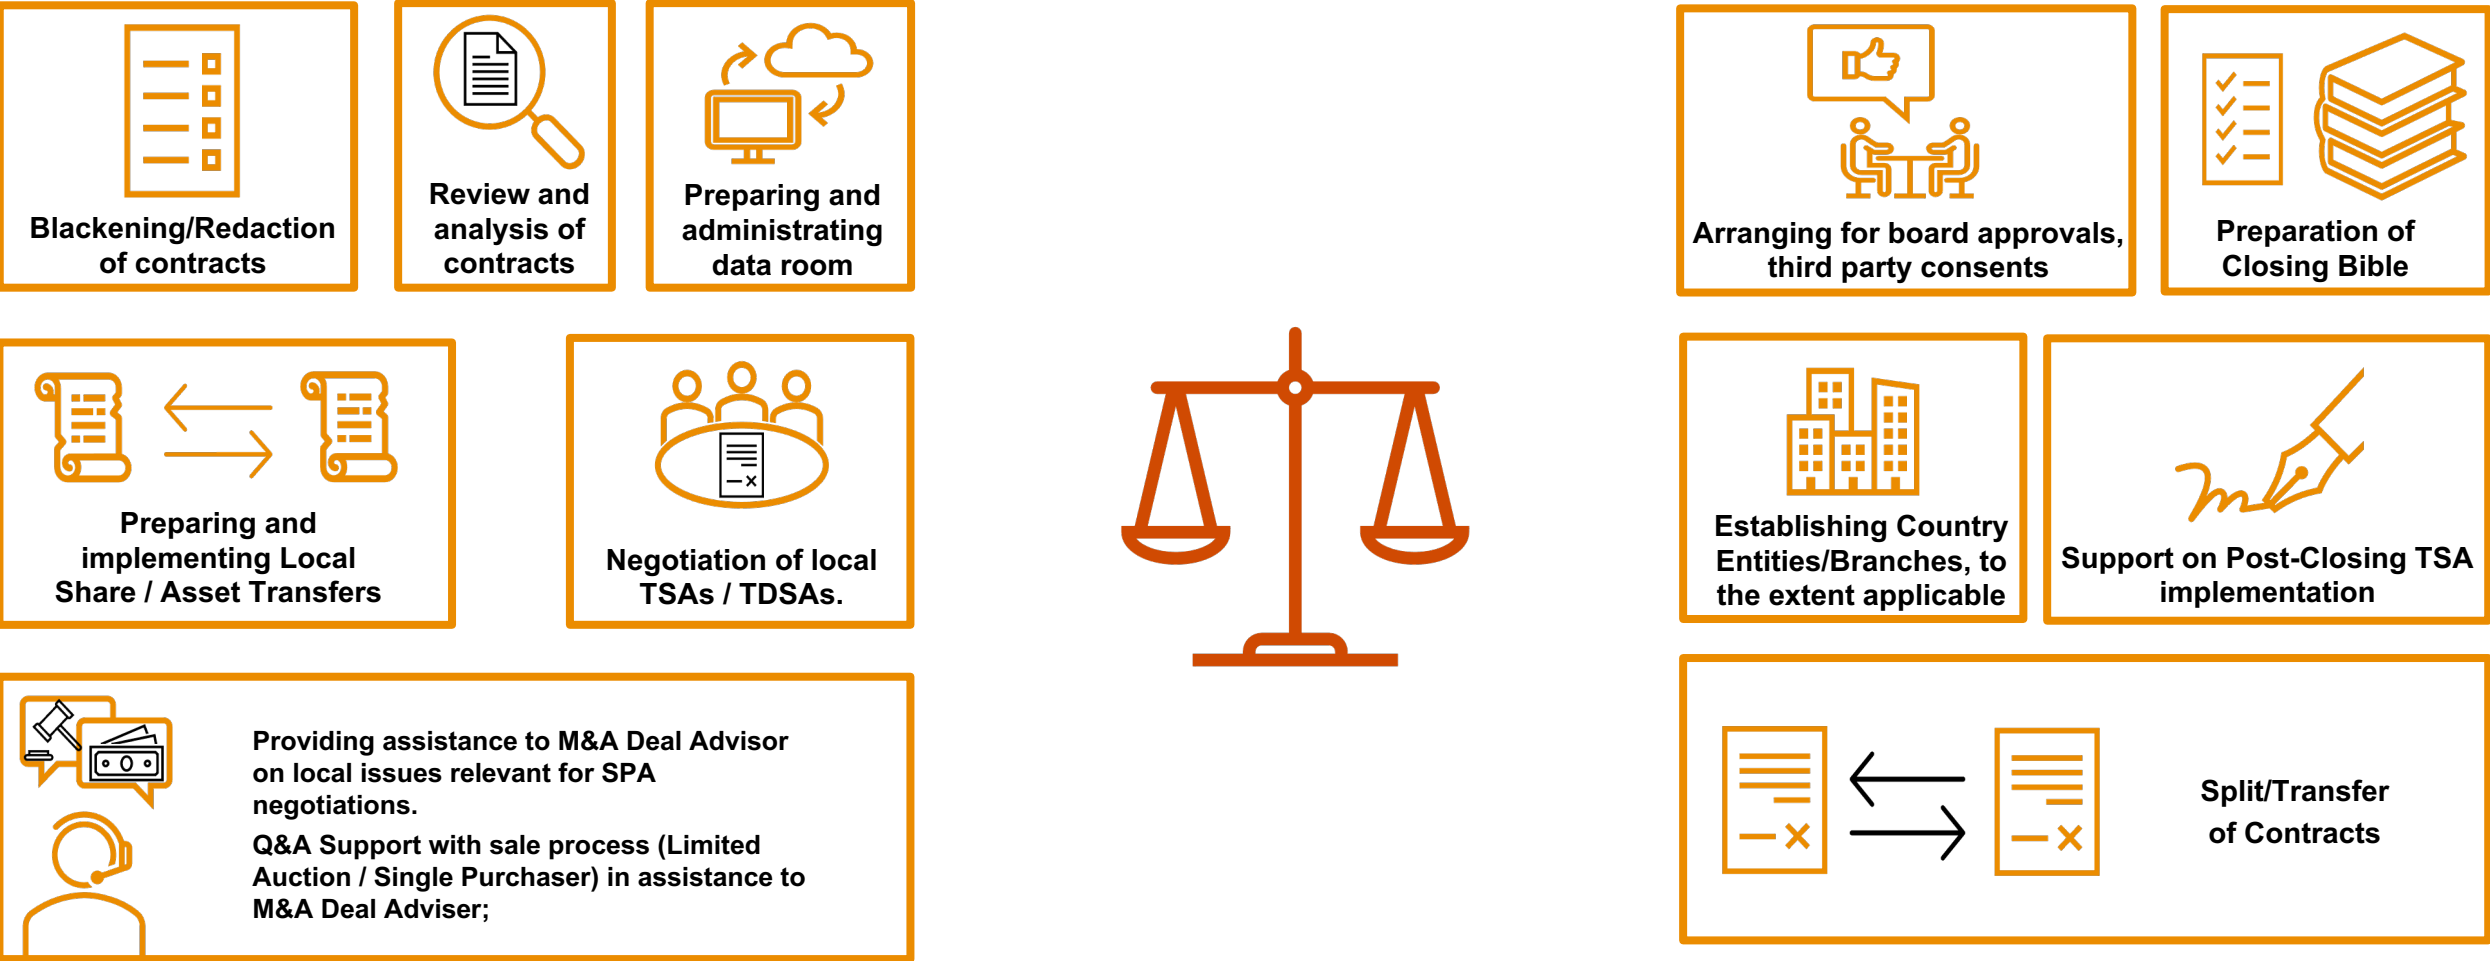 Blackening/Redaction
of contracts
Review and
analysis of
contracts
Preparing and
administrating
data room
Preparing and
implementing Local
Share / Asset Transfers
Negotiation of local
TSAs / TDSAs.
Providing assistance to M&A Deal Advisor
on local issues relevant for SPA
negotiations.
Q&A Support with sale process (Limited
Auction / Single Purchaser) in assistance to
M&A Deal Adviser;
Arranging for board approvals,
third party consents
Preparation of
Closing Bible
Establishing Country
Entities/Branches, to
the extent applicable
Support on Post-Closing TSA
implementation
Split/Transfer
of Contracts